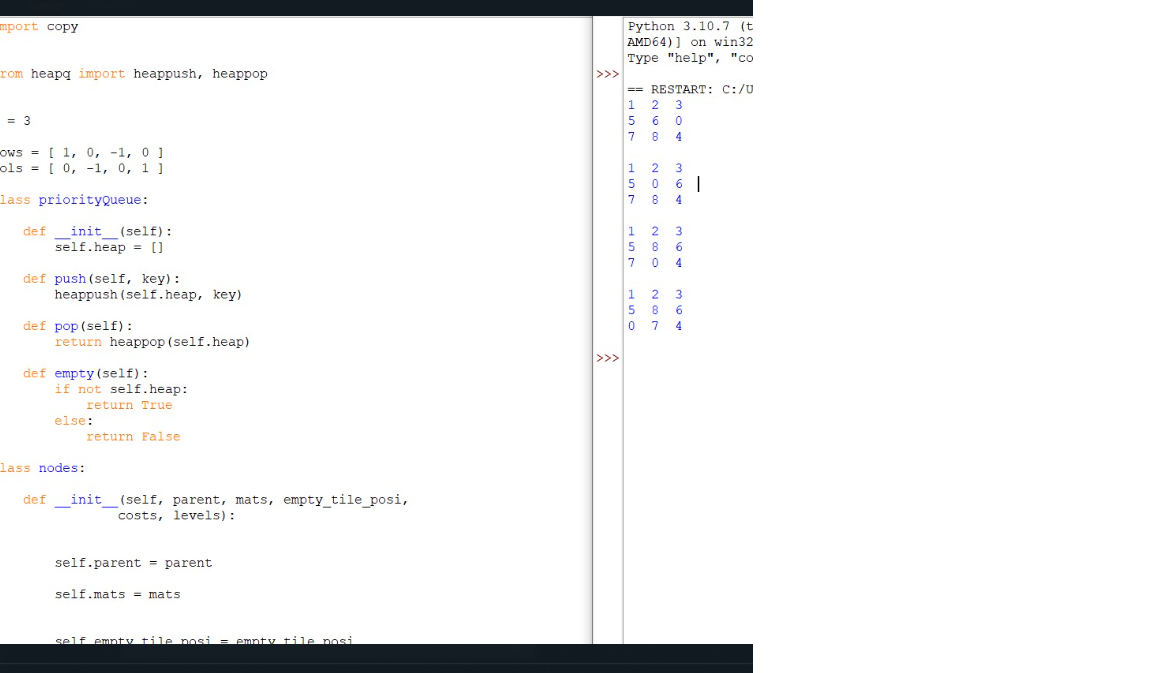 mport copy
rom heapq import heappush, heappop
= 3
ows = [ 1, 0, -1, 0 ]
ols = [ 0, -1, 0, 1 ]
lass priorityQueue:
def __init__(self):
self.heap = []
def push(self, key):
heappush(self.heap, key)
def pop(self):
return heappop(self.heap)
def empty(self):
if not self.heap:
return True
else:
return False
lass nodes:
def __init__(self, parent, mats, empty_tile_posi,
costs, levels):
self.parent = parent
self.mats = mats
self.empty_tile_posi = empty_tile_posi
Python 3.10.7 (t
AMD64)] on win32
Type "help", "co
>>>
== RESTART: C:/U
1 2 3
5 6 0
7 8 4
1 2 3
5 0 6
7 8 4
1 2 3
5 8 6
7 0 4
1 2 3
5 8 6
0 7 4
>>>